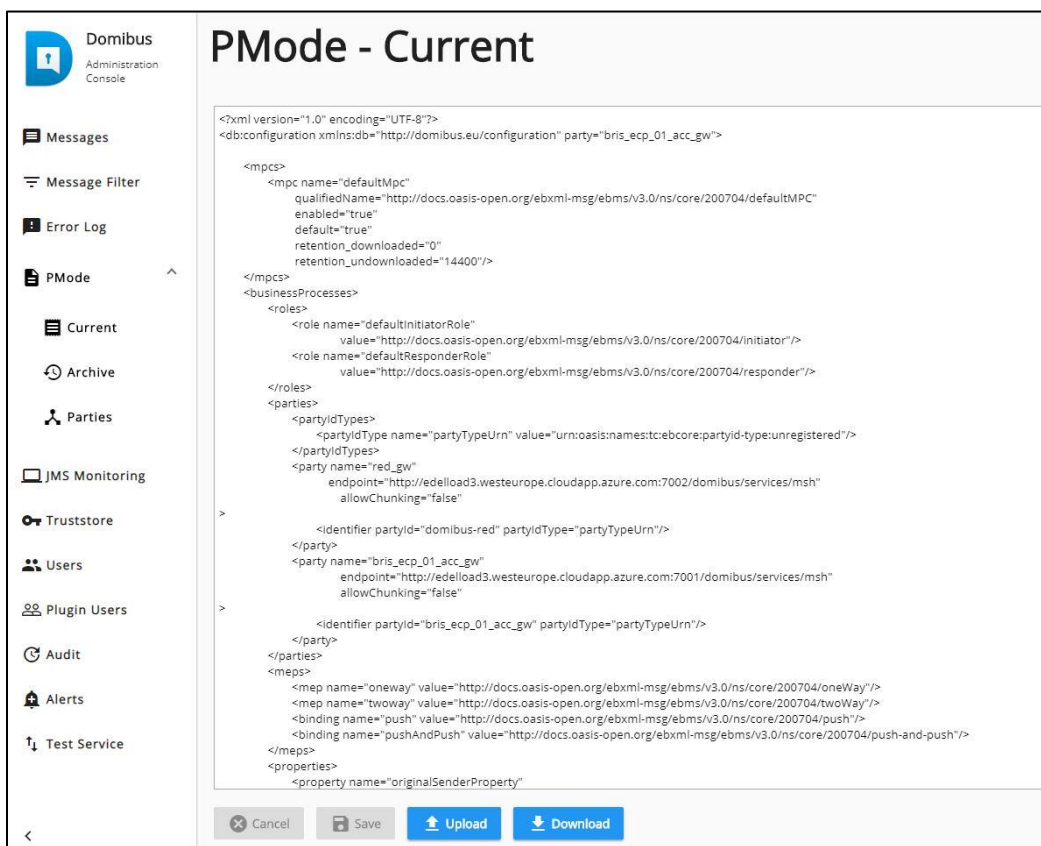 Domibus
Administration
Console
Messages
Message Filter
Error Log
PMode
Current
Archive
Parties
JMS Monitoring
Truststore
Users
Plugin Users
Audit
Alerts
Test Service
PMode - Current
<?xml version="1.0" encoding="UTF-8"?>
<db:configuration xmlns:db="http://domibus.eu/configuration" party="bris_ecp_01_acc_gw">
<mpcs>
<mpc name="defaultMpc"
qualifiedName="http://docs.oasis-open.org/ebxml-msg/ebms/v3.0/ns/core/200704/defaultMPC"
enabled="true"
default="true"
retention_downloaded="0"
retention_undownloaded="14400"/>
</mpcs>
<businessProcesses>
<roles>
<role name="defaultInitiatorRole"
value="http://docs.oasis-open.org/ebxml-msg/ebms/v3.0/ns/core/200704/initiator"/>
<role name="defaultResponderRole"
value="http://docs.oasis-open.org/ebxml-msg/ebms/v3.0/ns/core/200704/responder"/>
</roles>
<parties>
<partyIdTypes>
<partyIdType name="partyTypeUrn" value="urn:oasis:names:tc:ebcore:partyid-type:unregistered"/>
</partyIdTypes>
<party name="red_gw"
endpoint="http://edelload3.westeurope.cloudapp.azure.com:7002/domibus/services/msh"
allowChunking="false"
>
<identifier partyId="domibus-red" partyIdType="partyTypeUrn"/>
</party>
<party name="bris_ecp_01_acc_gw"
endpoint="http://edelload3.westeurope.cloudapp.azure.com:7001/domibus/services/msh"
allowChunking="false"
>
<identifier partyId="bris_ecp_01_acc_gw" partyIdType="partyTypeUrn"/>
</party>
</parties>
<meps>
<mep name="oneway" value="http://docs.oasis-open.org/ebxml-msg/ebms/v3.0/ns/core/200704/oneWay"/>
<mep name="twoway" value="http://docs.oasis-open.org/ebxml-msg/ebms/v3.0/ns/core/200704/twoWay"/>
<binding name="push" value="http://docs.oasis-open.org/ebxml-msg/ebms/v3.0/ns/core/200704/push"/>
<binding name="pushAndPush" value="http://docs.oasis-open.org/ebxml-msg/ebms/v3.0/ns/core/200704/push-and-push"/>
</meps>
<properties>
<property name="originalSenderProperty"
Cancel Save Upload Download